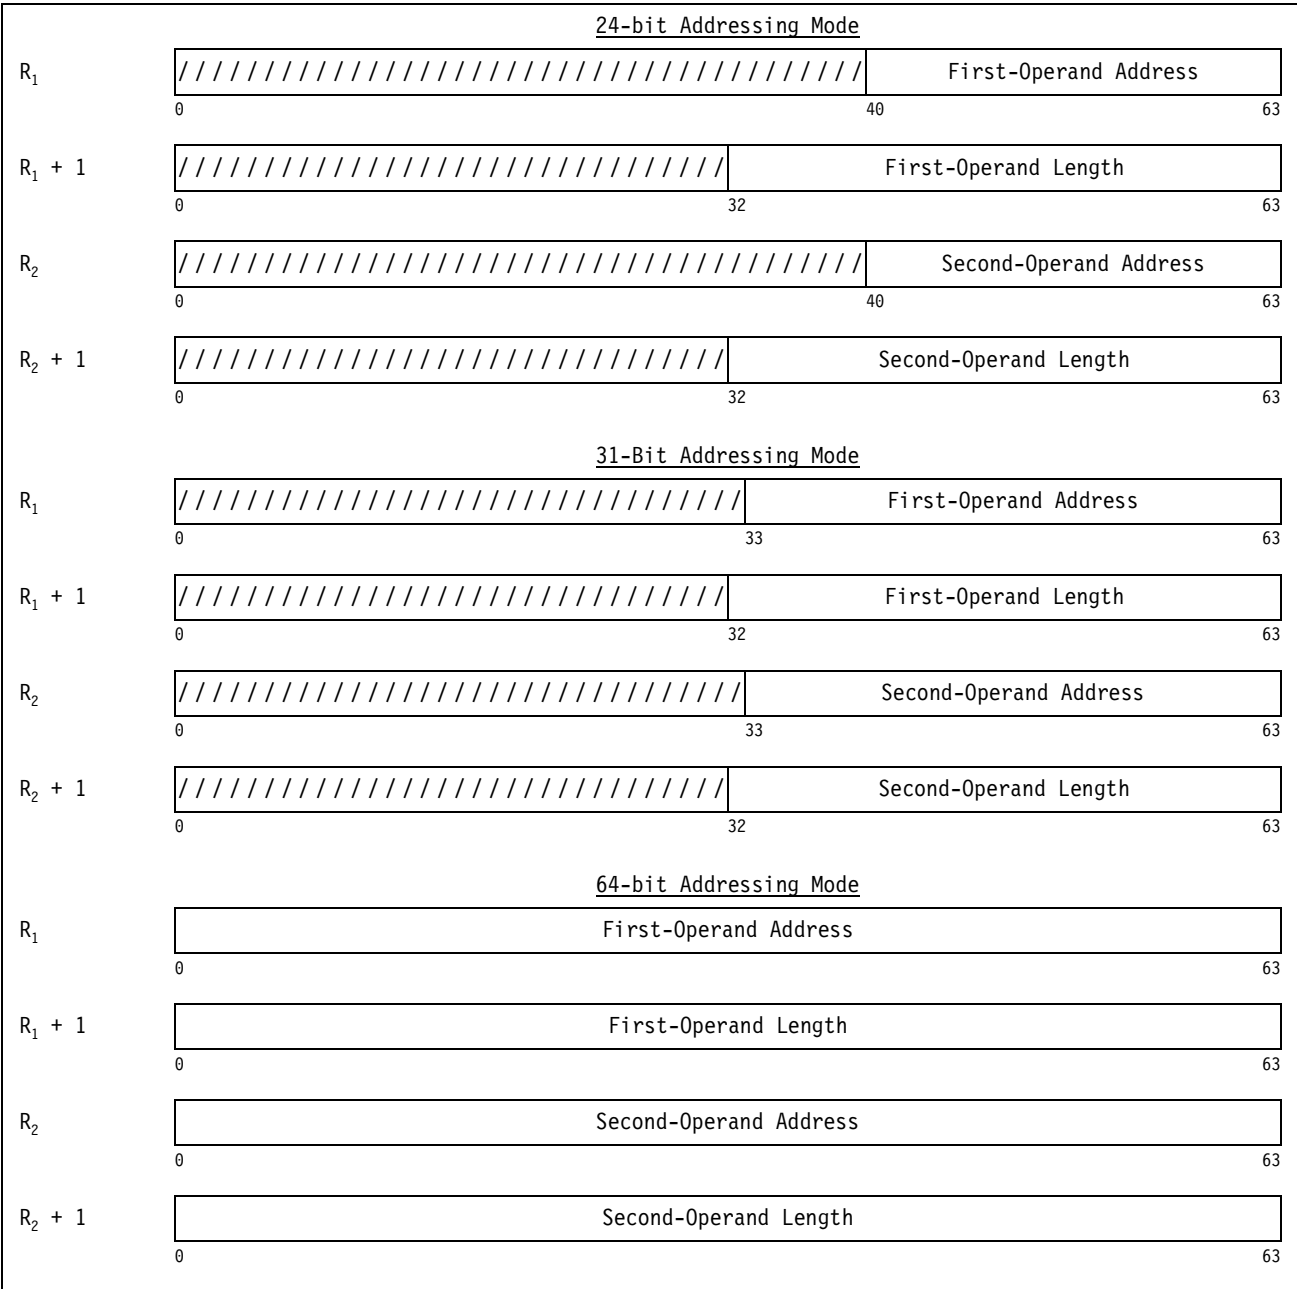 24-bit Addressing Mode
R₁ //////////////////////////////////////// First-Operand Address
0 40 63
R₁ + 1 //////////////////////////////// First-Operand Length
0 32 63
R₂ //////////////////////////////////////// Second-Operand Address
0 40 63
R₂ + 1 //////////////////////////////// Second-Operand Length
0 32 63
31-Bit Addressing Mode
R₁ ///////////////////////////////// First-Operand Address
0 33 63
R₁ + 1 //////////////////////////////// First-Operand Length
0 32 63
R₂ ///////////////////////////////// Second-Operand Address
0 33 63
R₂ + 1 //////////////////////////////// Second-Operand Length
0 32 63
64-bit Addressing Mode
R₁ First-Operand Address
0 63
R₁ + 1 First-Operand Length
0 63
R₂ Second-Operand Address
0 63
R₂ + 1 Second-Operand Length
0 63